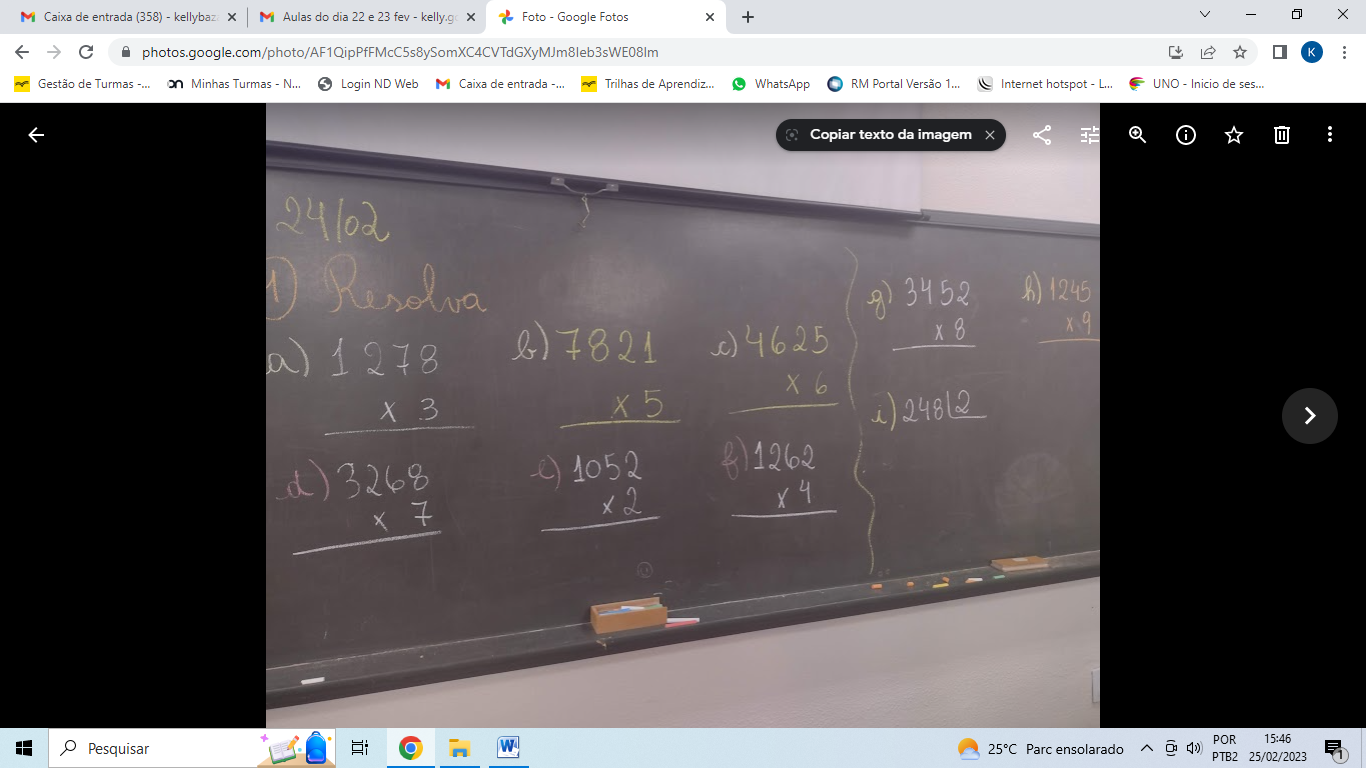 Caixa de entrada (358) - kellybaza
Aulas do dia 22 e 23 fev - kelly.go
Foto - Google Fotos
photos.google.com/photo/AF1QipPfFMcC5s8ySomXC4CVTdGXyMJm8Ieb3sWE08Im
K
Gestão de Turmas -...
Minhas Turmas - N...
Login ND Web
Caixa de entrada -...
Trilhas de Aprendiz...
WhatsApp
RM Portal Versão 1...
Internet hotspot - L...
UNO - Inicio de ses...
Copiar texto da imagem
24/02
1) Resolva
a) 1278
x 3
b) 7821
x 5
c) 4625
x 6
d) 3268
x 7
e) 1052
x 2
f) 1262
x 4
g) 3452
x 8
h) 1245
x 9
i) 248 2
Pesquisar
25°C Parc ensolarado
POR
PTB2
15:46
25/02/2023
1